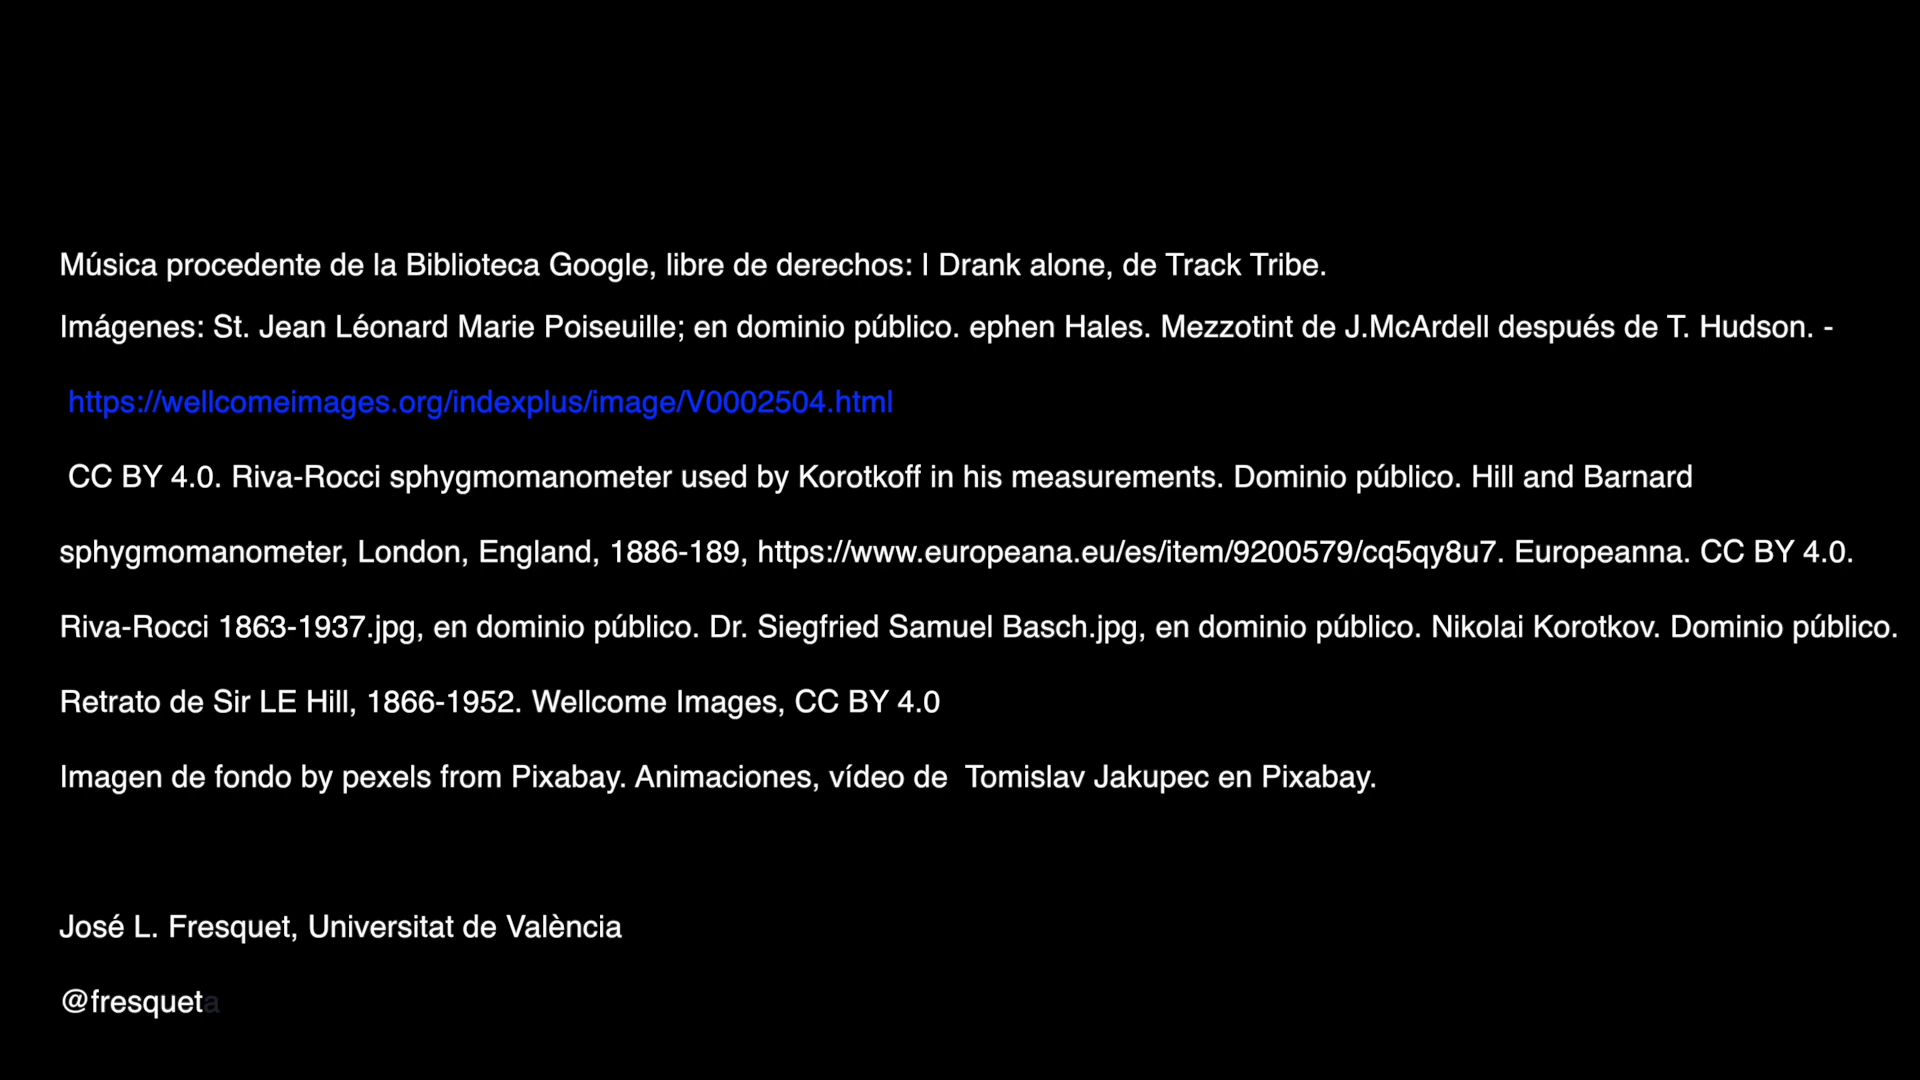 Música procedente de la Biblioteca Google, libre de derechos: I Drank alone, de Track Tribe.
Imágenes: St. Jean Léonard Marie Poiseuille; en dominio público. ephen Hales. Mezzotint de J.McArdell después de T. Hudson. -
https://wellcomeimages.org/indexplus/image/V0002504.html
CC BY 4.0. Riva-Rocci sphygmomanometer used by Korotkoff in his measurements. Dominio público. Hill and Barnard
sphygmomanometer, London, England, 1886-189, https://www.europeana.eu/es/item/9200579/cq5qy8u7. Europeanna. CC BY 4.0.
Riva-Rocci 1863-1937.jpg, en dominio público. Dr. Siegfried Samuel Basch.jpg, en dominio público. Nikolai Korotkov. Dominio público.
Retrato de Sir LE Hill, 1866-1952. Wellcome Images, CC BY 4.0
Imagen de fondo by pexels from Pixabay. Animaciones, vídeo de  Tomislav Jakupec en Pixabay.
José L. Fresquet, Universitat de València
@fresqueta